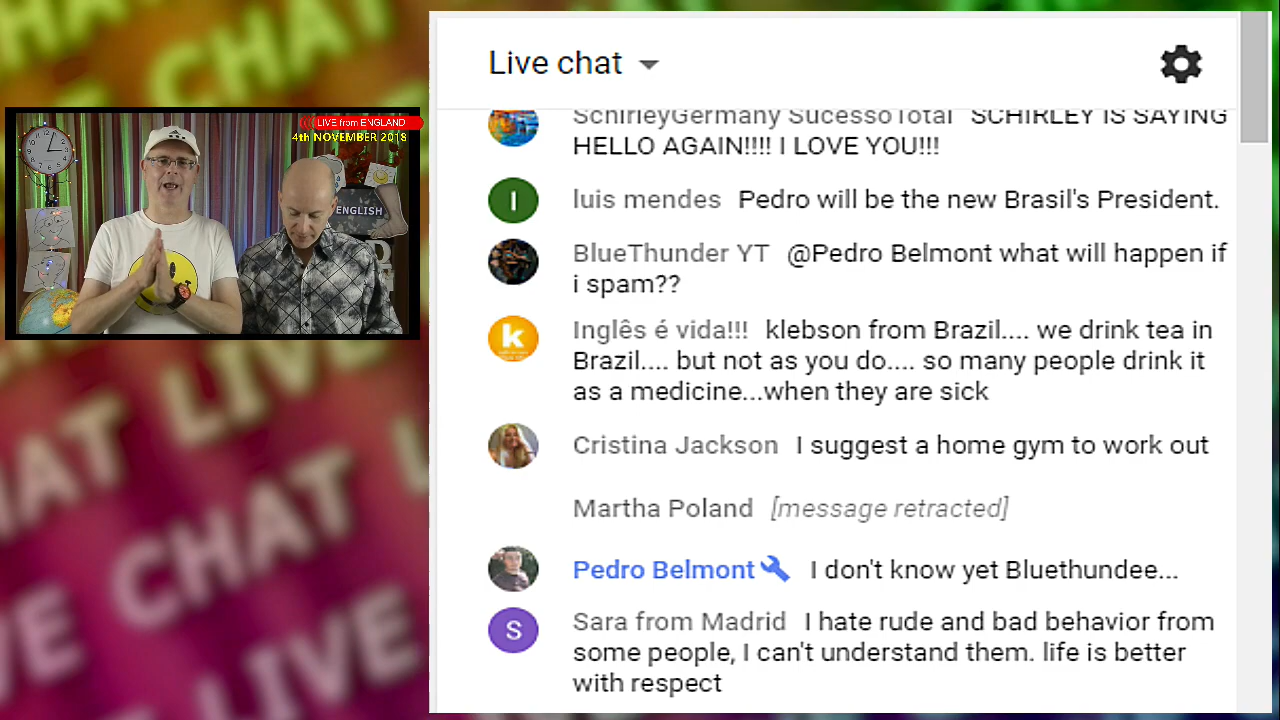 LIVE from ENGLAND
4th NOVEMBER 2018
ENGLISH
Live chat
SchirleyGermany SucessoTotal SCHIRLEY IS SAYING
HELLO AGAIN!!!! I LOVE YOU!!!
luis mendes Pedro will be the new Brasil's President.
BlueThunder YT @Pedro Belmont what will happen if
i spam??
Inglês é vida!!! klebson from Brazil.... we drink tea in
Brazil.... but not as you do.... so many people drink it
as a medicine...when they are sick
Cristina Jackson I suggest a home gym to work out
Martha Poland [message retracted]
Pedro Belmont I don't know yet Bluethundee...
Sara from Madrid I hate rude and bad behavior from
some people, I can't understand them. life is better
with respect
I
k
S
CHAT
LIVE
CHAT
LIVE
CHAT
LIVE